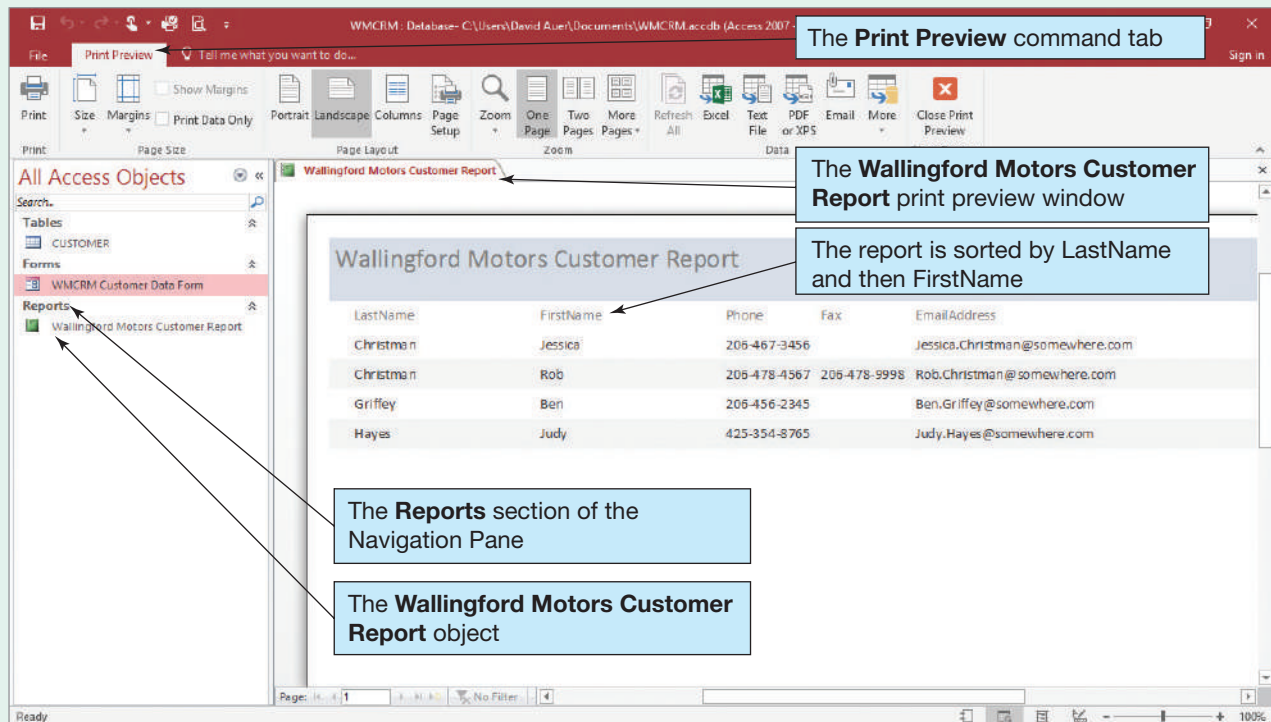 WMCRM : Database- C:\Users\David Auer\Documents\WMCRM.accdb (Access 2007 -
The Print Preview command tab
File Print Preview Tell me what you want to do... Sign in
Show Margins
Print Data Only
Print Size Margins Portrait Landscape Columns Page Setup Zoom One Page Two Pages More Pages Refresh All Excel Text File PDF or XPS Email More Close Print Preview
Print Page Size Page Layout Zoom Data
All Access Objects
Search..
Tables
CUSTOMER
Forms
WMCRM Customer Data Form
Reports
Wallingford Motors Customer Report
Wallingford Motors Customer Report
The Wallingford Motors Customer
Report print preview window
The report is sorted by LastName
and then FirstName
Wallingford Motors Customer Report
LastName FirstName Phone Fax EmailAddress
Christman Jessica 206-467-3456 Jessica.Christman@somewhere.com
Christman Rob 206-478-4567 206-478-9998 Rob.Christman@somewhere.com
Griffey Ben 206-456-2345 Ben.Griffey@somewhere.com
Hayes Judy 425-354-8765 Judy.Hayes@somewhere.com
The Reports section of the
Navigation Pane
The Wallingford Motors Customer
Report object
Page: 1 No Filter
Ready 100%